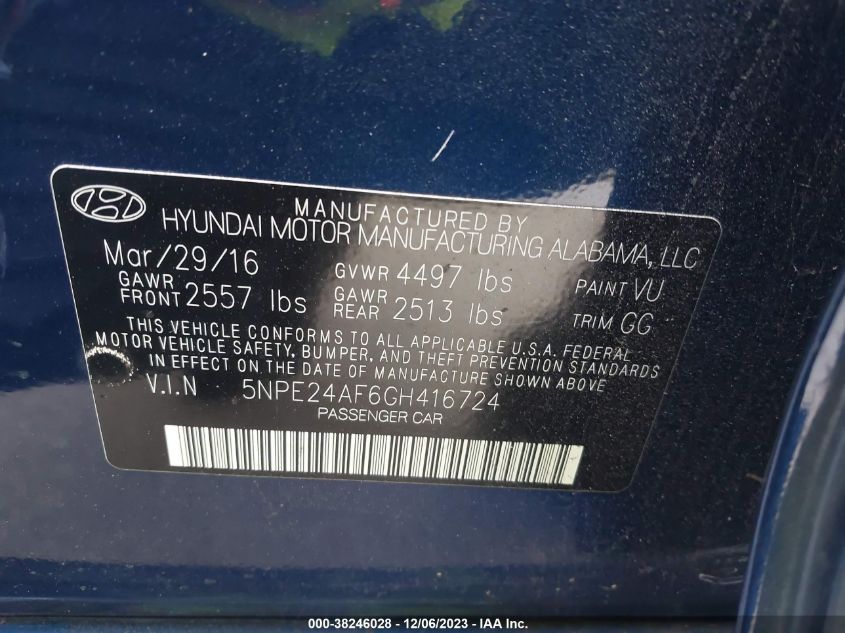 MANUFACTURED BY
HYUNDAI MOTOR MANUFACTURING ALABAMA, LLC
Mar/29/16 GVWR 4497 lbs PAINT VU
GAWR FRONT 2557 lbs GAWR REAR 2513 lbs TRIM GG
THIS VEHICLE CONFORMS TO ALL APPLICABLE U.S.A. FEDERAL
MOTOR VEHICLE SAFETY, BUMPER, AND THEFT PREVENTION STANDARDS
IN EFFECT ON THE DATE OF MANUFACTURE SHOWN ABOVE.
V.I.N 5NPE24AF6GH416724
PASSENGER CAR
000-38246028 - 12/06/2023 - IAA Inc.